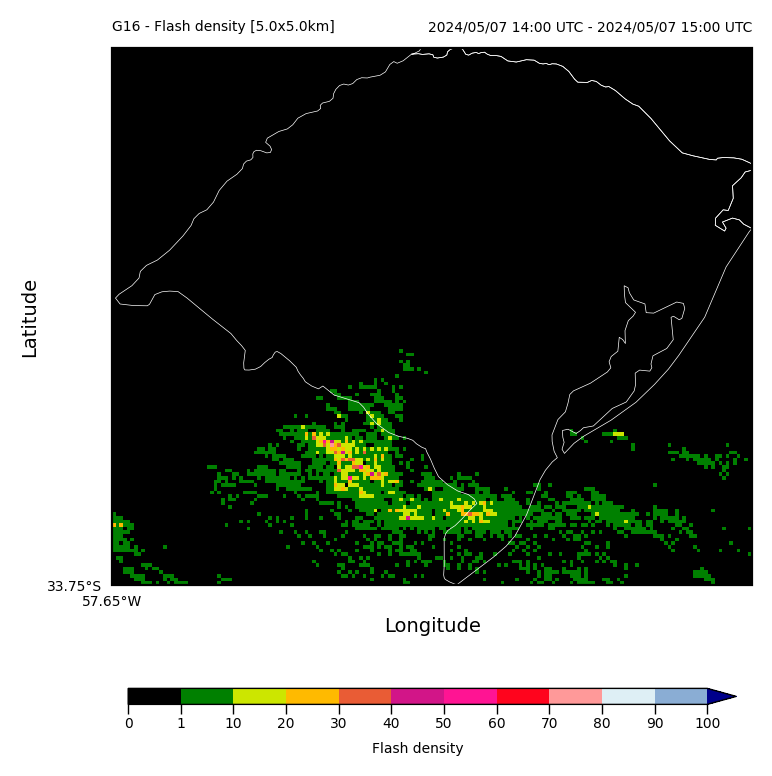 G16 - Flash density [5.0x5.0km]
2024/05/07 14:00 UTC - 2024/05/07 15:00 UTC
Latitude
33.75°S
57.65°W
Longitude
0 1 10 20 30 40 50 60 70 80 90 100
Flash density